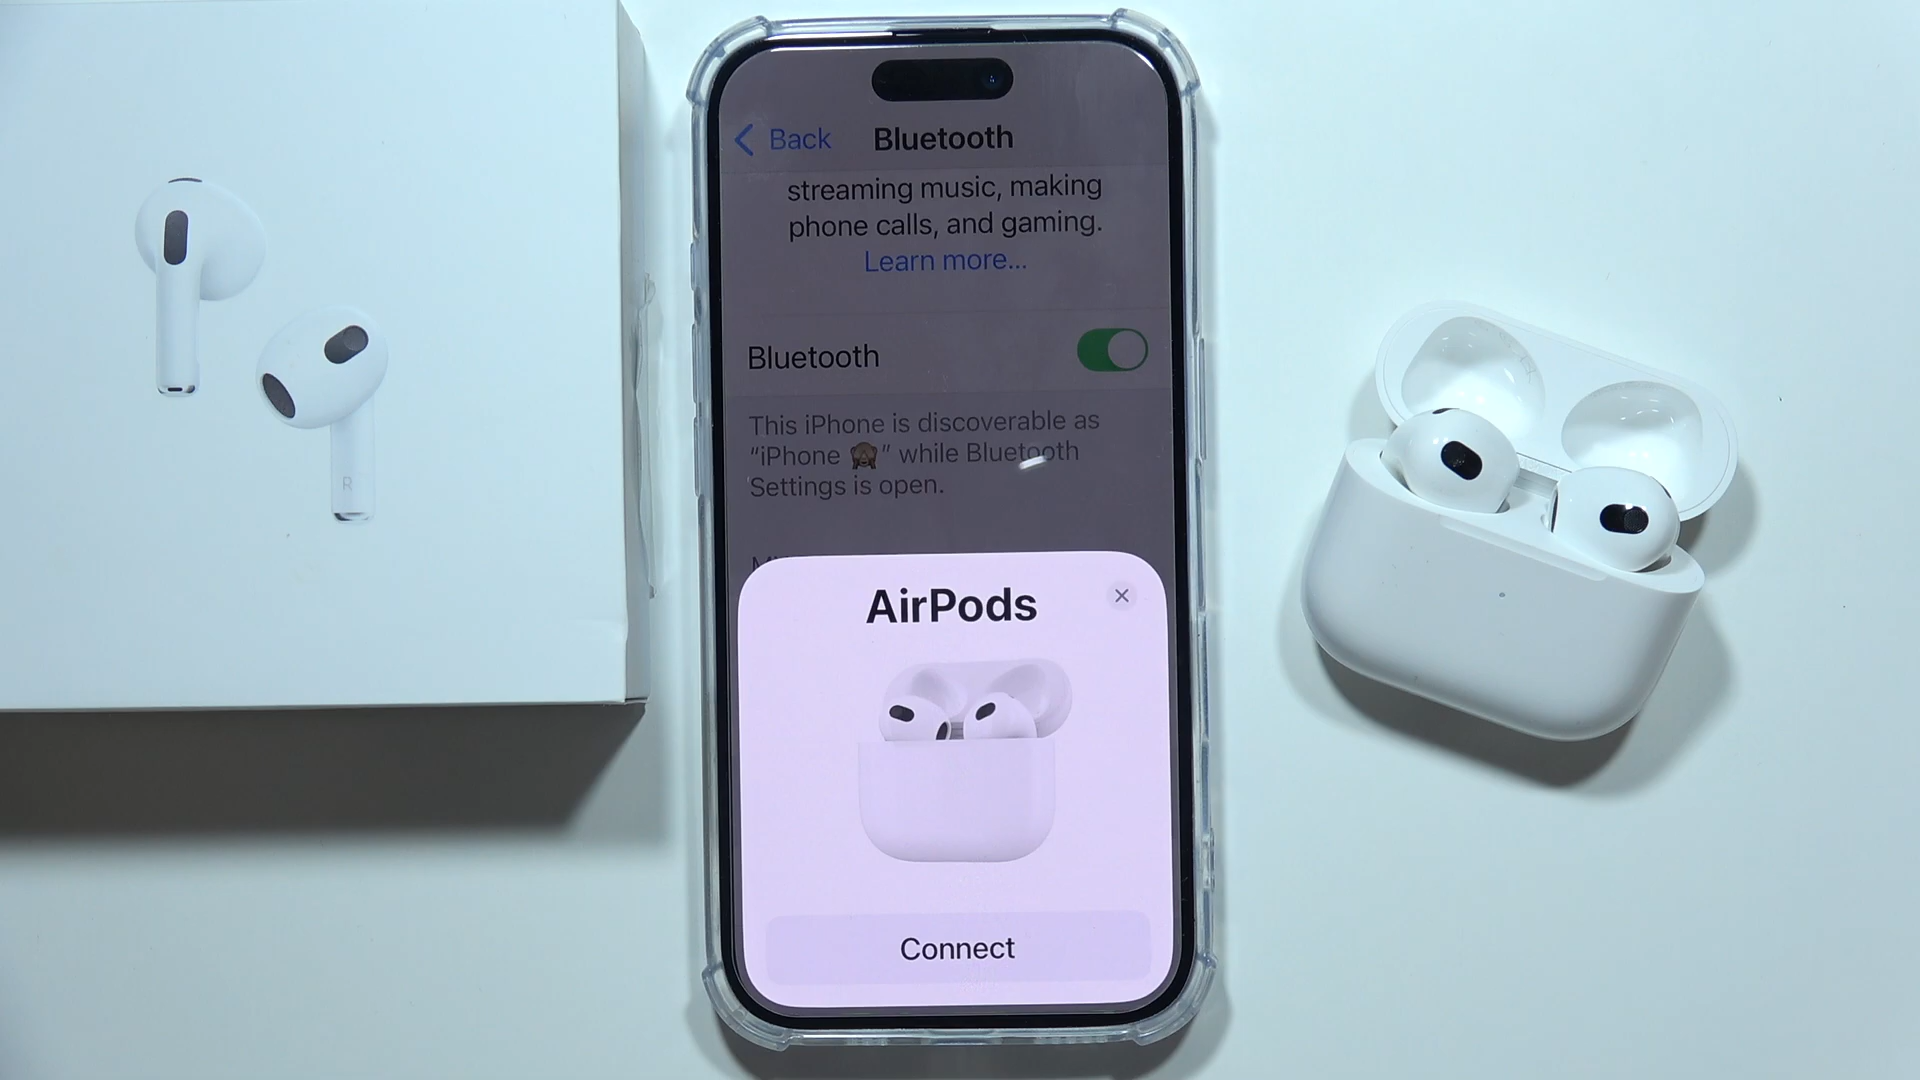 Back
Bluetooth
streaming music, making
phone calls, and gaming.
Learn more...
Bluetooth
This iPhone is discoverable as
“iPhone 🙈” while Bluetooth
Settings is open.
AirPods
Connect
R